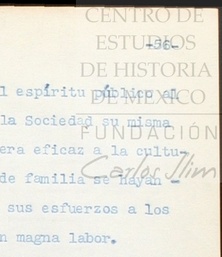 CENTRO DE
ESTUDIOS
-56-
DE HISTORIA
l espíritu público al
DE MEXICO
la Sociedad su misma
FUNDACIÓN
era eficaz a la cultu-
Carlos Slim
de familia se hayan -
sus esfuerzos a los
n magna labor.